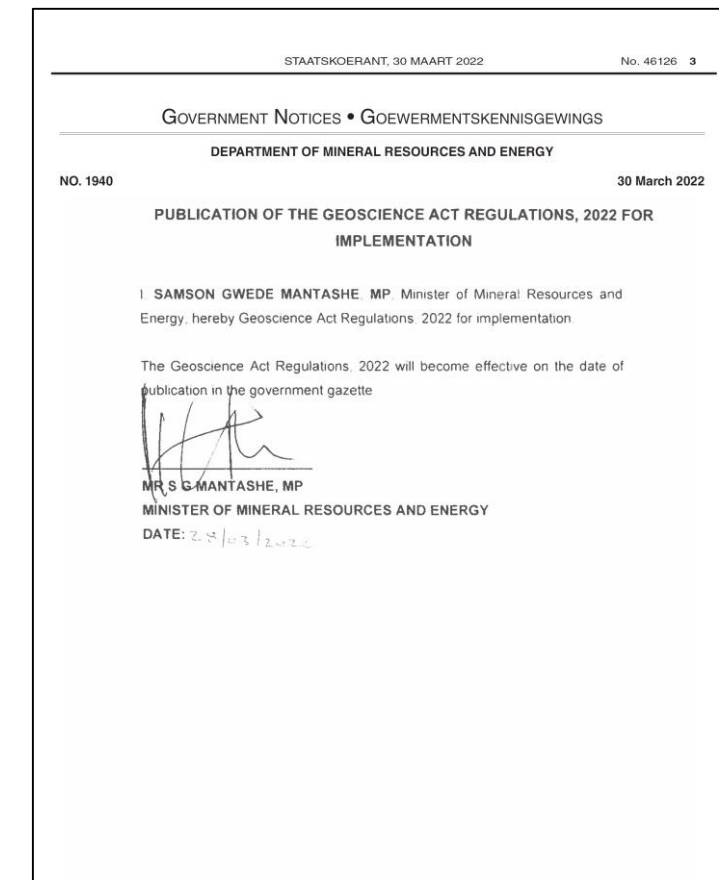 STAATSKOERANT, 30 MAART 2022 No. 46126 3
GOVERNMENT NOTICES • GOEWERMENTSKENNISGEWINGS
DEPARTMENT OF MINERAL RESOURCES AND ENERGY
NO. 1940 30 March 2022
PUBLICATION OF THE GEOSCIENCE ACT REGULATIONS, 2022 FOR
IMPLEMENTATION
I, SAMSON GWEDE MANTASHE, MP, Minister of Mineral Resources and
Energy, hereby Geoscience Act Regulations, 2022 for implementation
The Geoscience Act Regulations, 2022 will become effective on the date of
publication in the government gazette
MR S G MANTASHE, MP
MINISTER OF MINERAL RESOURCES AND ENERGY
DATE: 28/03/2022